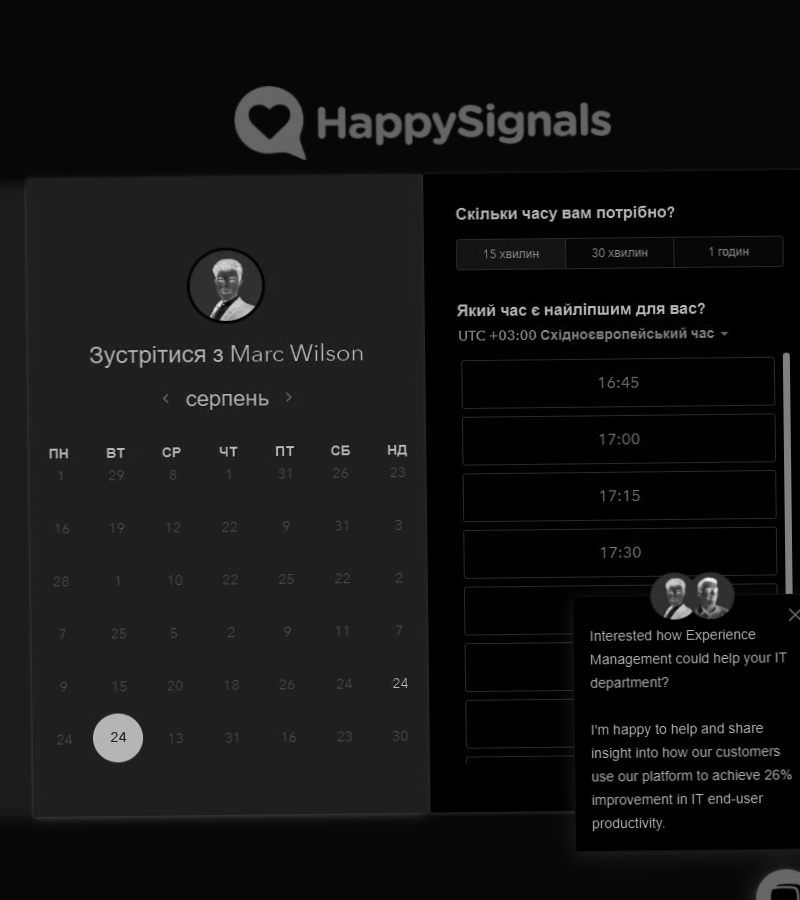 HappySignals
Зустрітися з Marc Wilson
серпень
ПН ВТ СР ЧТ ПТ СБ НД
1 29 8 1 31 26 23
16 19 12 22 9 31 3
28 1 10 22 25 22 2
7 25 5 2 9 11 7
9 15 20 18 26 24 24
24 24 13 31 16 23 30
Скільки часу вам потрібно?
15 хвилин 30 хвилин 1 годин
Який час є найліпшим для вас?
UTC +03:00 Східноєвропейський час
16:45
17:00
17:15
17:30
Interested how Experience
Management could help your IT
department?
I'm happy to help and share
insight into how our customers
use our platform to achieve 26%
improvement in IT end-user
productivity.